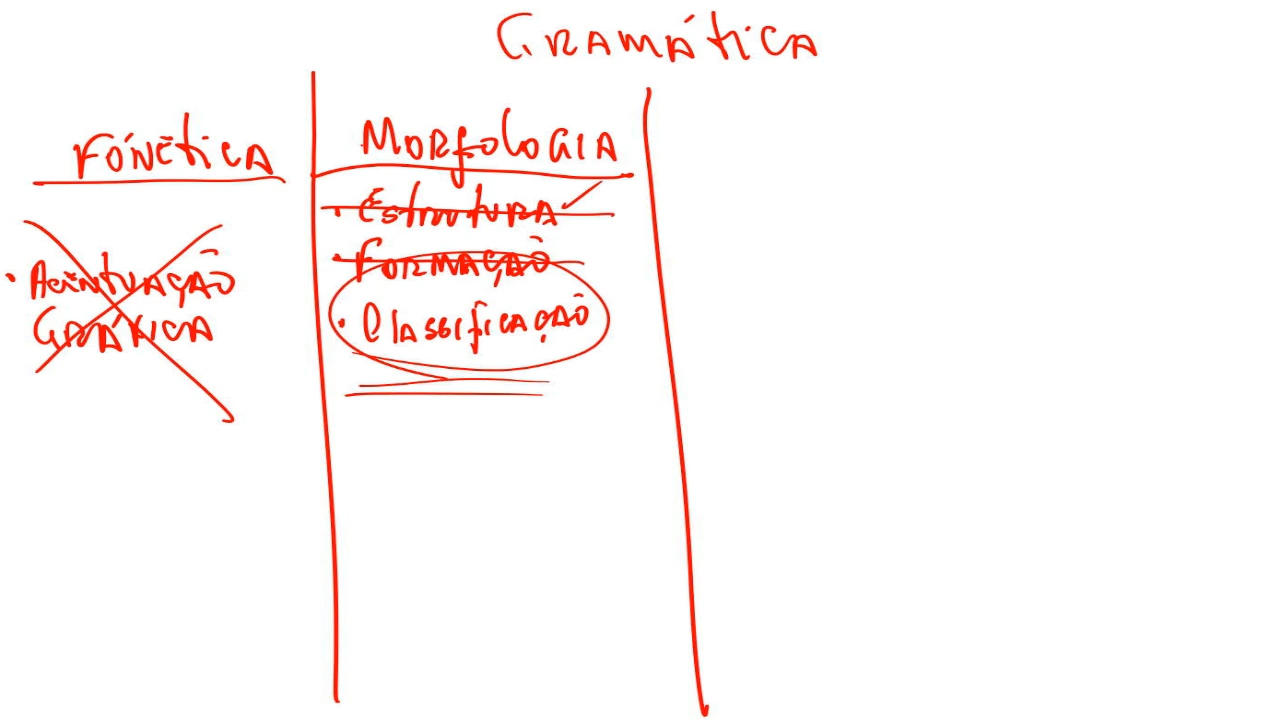 GRAMÁTICA
FONÉTICA
MORFOLOGIA
• Acentuação
Gráfica
• Estrutura
• Formação
• Classificação